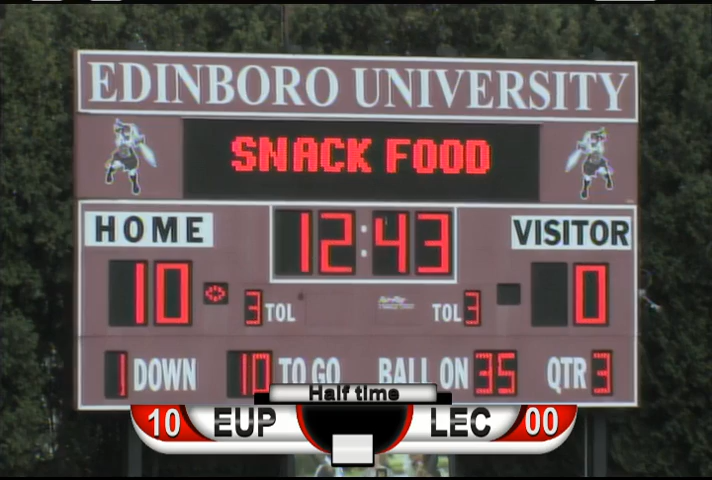 EDINBORO UNIVERSITY
SNACK FOOD
HOME 12:43 VISITOR
10 3 TOL TOL 3 0
1 DOWN 10 TO GO BALL ON 35 QTR 3
Half time
10 EUP LEC 00